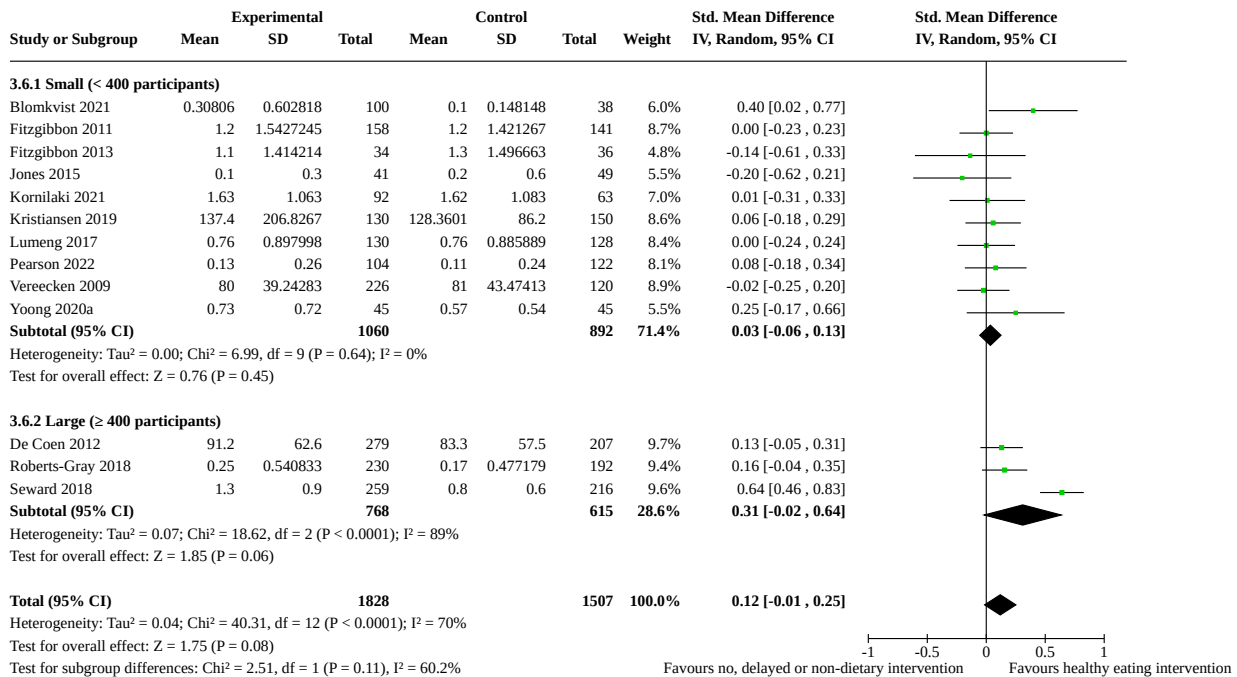 Experimental Control Std. Mean Difference Std. Mean Difference
Study or Subgroup Mean SD Total Mean SD Total Weight IV, Random, 95% CI IV, Random, 95% CI
3.6.1 Small (< 400 participants)
Blomkvist 2021 0.30806 0.602818 100 0.1 0.148148 38 6.0% 0.40 [0.02 , 0.77]
Fitzgibbon 2011 1.2 1.5427245 158 1.2 1.421267 141 8.7% 0.00 [-0.23 , 0.23]
Fitzgibbon 2013 1.1 1.414214 34 1.3 1.496663 36 4.8% -0.14 [-0.61 , 0.33]
Jones 2015 0.1 0.3 41 0.2 0.6 49 5.5% -0.20 [-0.62 , 0.21]
Kornilaki 2021 1.63 1.063 92 1.62 1.083 63 7.0% 0.01 [-0.31 , 0.33]
Kristiansen 2019 137.4 206.8267 130 128.3601 86.2 150 8.6% 0.06 [-0.18 , 0.29]
Lumeng 2017 0.76 0.897998 130 0.76 0.885889 128 8.4% 0.00 [-0.24 , 0.24]
Pearson 2022 0.13 0.26 104 0.11 0.24 122 8.1% 0.08 [-0.18 , 0.34]
Vereecken 2009 80 39.24283 226 81 43.47413 120 8.9% -0.02 [-0.25 , 0.20]
Yoong 2020a 0.73 0.72 45 0.57 0.54 45 5.5% 0.25 [-0.17 , 0.66]
Subtotal (95% CI) 1060 892 71.4% 0.03 [-0.06 , 0.13]
Heterogeneity: Tau² = 0.00; Chi² = 6.99, df = 9 (P = 0.64); I² = 0%
Test for overall effect: Z = 0.76 (P = 0.45)
3.6.2 Large (≥ 400 participants)
De Coen 2012 91.2 62.6 279 83.3 57.5 207 9.7% 0.13 [-0.05 , 0.31]
Roberts-Gray 2018 0.25 0.540833 230 0.17 0.477179 192 9.4% 0.16 [-0.04 , 0.35]
Seward 2018 1.3 0.9 259 0.8 0.6 216 9.6% 0.64 [0.46 , 0.83]
Subtotal (95% CI) 768 615 28.6% 0.31 [-0.02 , 0.64]
Heterogeneity: Tau² = 0.07; Chi² = 18.62, df = 2 (P < 0.0001); I² = 89%
Test for overall effect: Z = 1.85 (P = 0.06)
Total (95% CI) 1828 1507 100.0% 0.12 [-0.01 , 0.25]
Heterogeneity: Tau² = 0.04; Chi² = 40.31, df = 12 (P < 0.0001); I² = 70%
Test for overall effect: Z = 1.75 (P = 0.08)
-1 -0.5 0 0.5 1
Test for subgroup differences: Chi² = 2.51, df = 1 (P = 0.11), I² = 60.2% Favours no, delayed or non-dietary intervention Favours healthy eating intervention